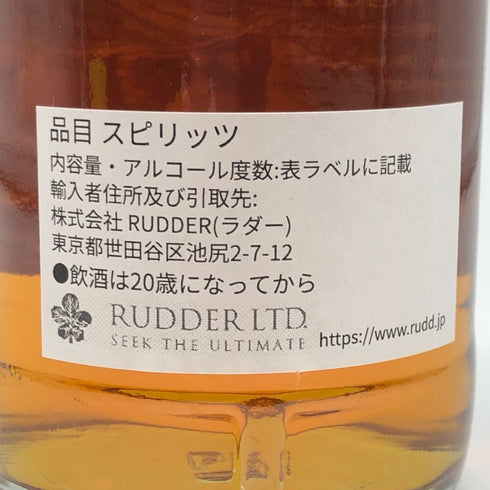 品目 スピリッツ
内容量・アルコール度数:表ラベルに記載
輸入者住所及び引取先:
株式会社 RUDDER(ラダー)
東京都世田谷区池尻2-7-12
●飲酒は20歳になってから
RUDDER LTD.
SEEK THE ULTIMATE
https://www.rudd.jp